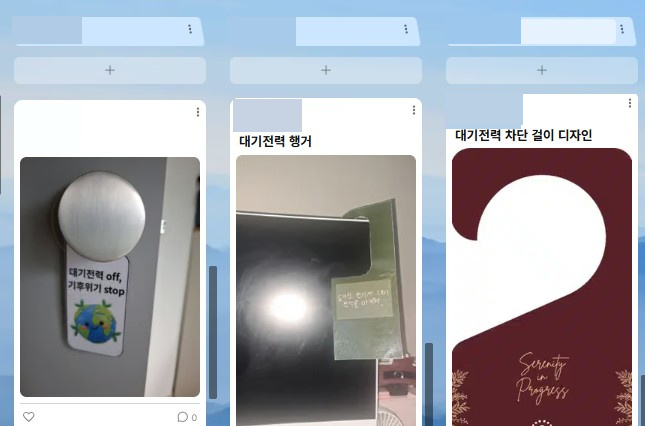 대기전력 off,
기후위기 stop
0
대기전력 행거
대기전력 차단 걸이 디자인
Serenity
in
Progress